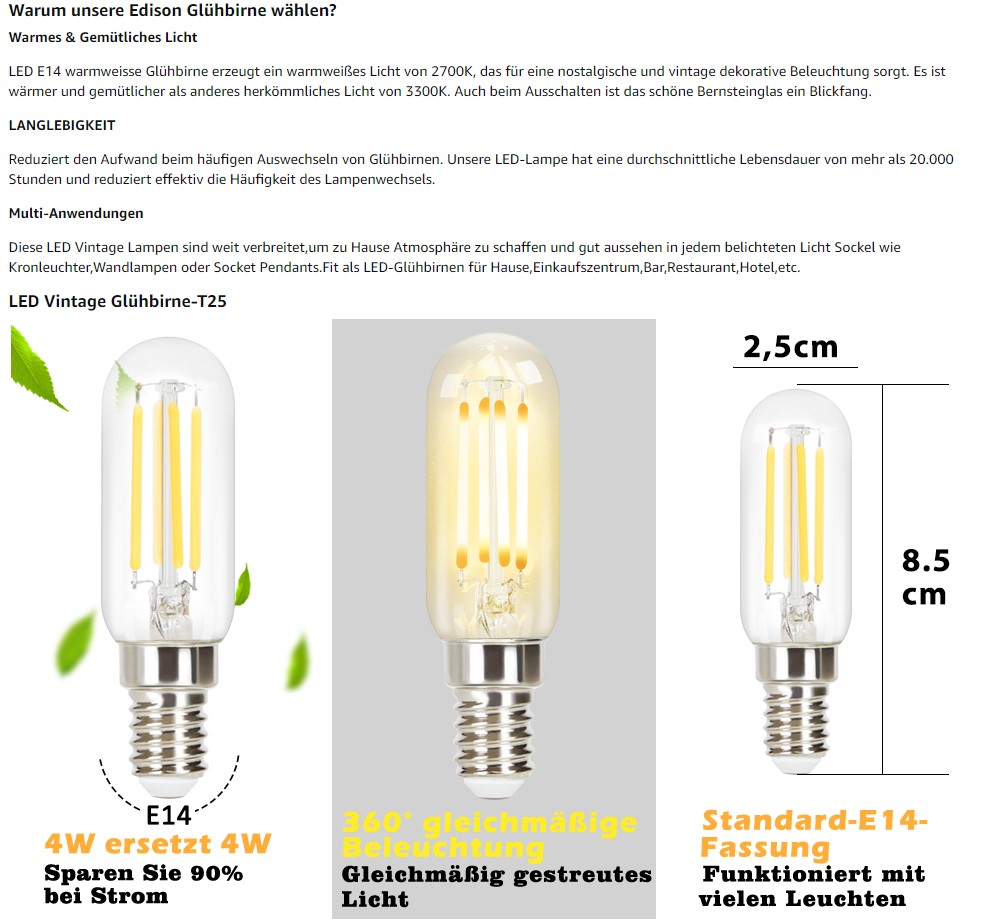 Warum unsere Edison Glühbirne wählen?
Warmes & Gemütliches Licht
LED E14 warmweisse Glühbirne erzeugt ein warmweißes Licht von 2700K, das für eine nostalgische und vintage dekorative Beleuchtung sorgt. Es ist
wärmer und gemütlicher als anderes herkömmliches Licht von 3300K. Auch beim Ausschalten ist das schöne Bernsteinglas ein Blickfang.
LANGLEBIGKEIT
Reduziert den Aufwand beim häufigen Auswechseln von Glühbirnen. Unsere LED-Lampe hat eine durchschnittliche Lebensdauer von mehr als 20.000
Stunden und reduziert effektiv die Häufigkeit des Lampenwechsels.
Multi-Anwendungen
Diese LED Vintage Lampen sind weit verbreitet,um zu Hause Atmosphäre zu schaffen und gut aussehen in jedem belichteten Licht Sockel wie
Kronleuchter,Wandlampen oder Socket Pendants.Fit als LED-Glühbirnen für Hause,Einkaufszentrum,Bar,Restaurant,Hotel,etc.
LED Vintage Glühbirne-T25
E14
4W ersetzt 4W
Sparen Sie 90%
bei Strom
360° gleichmäßige
Beleuchtung
Gleichmäßig gestreutes
Licht
2,5cm
8.5
cm
Standard-E14-
Fassung
Funktioniert mit
vielen Leuchten